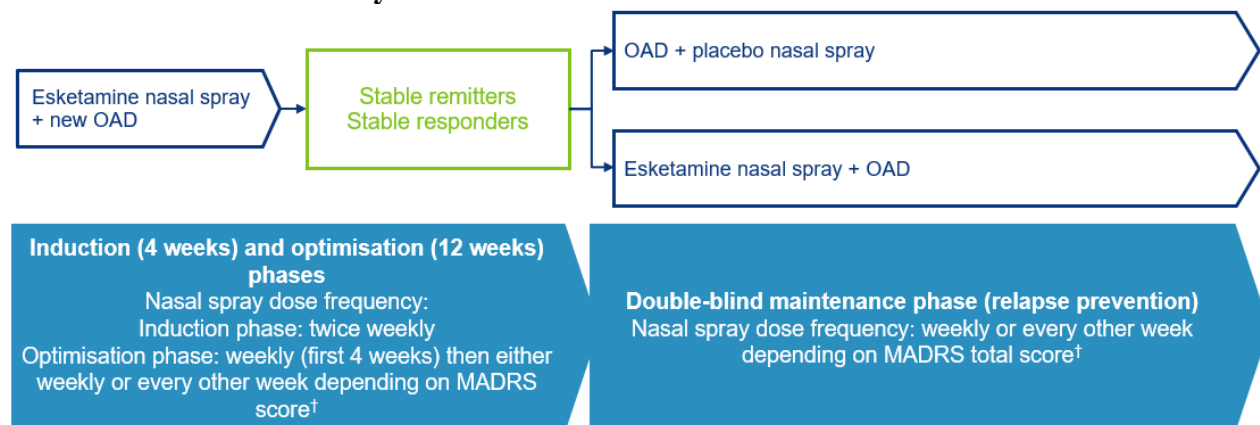 Esketamine nasal spray
+ new OAD
Stable remitters
Stable responders
OAD + placebo nasal spray
Esketamine nasal spray + OAD
Induction (4 weeks) and optimisation (12 weeks)
phases
Nasal spray dose frequency:
Induction phase: twice weekly
Optimisation phase: weekly (first 4 weeks) then either
weekly or every other week depending on MADRS
score†
Double-blind maintenance phase (relapse prevention)
Nasal spray dose frequency: weekly or every other week
depending on MADRS total score†